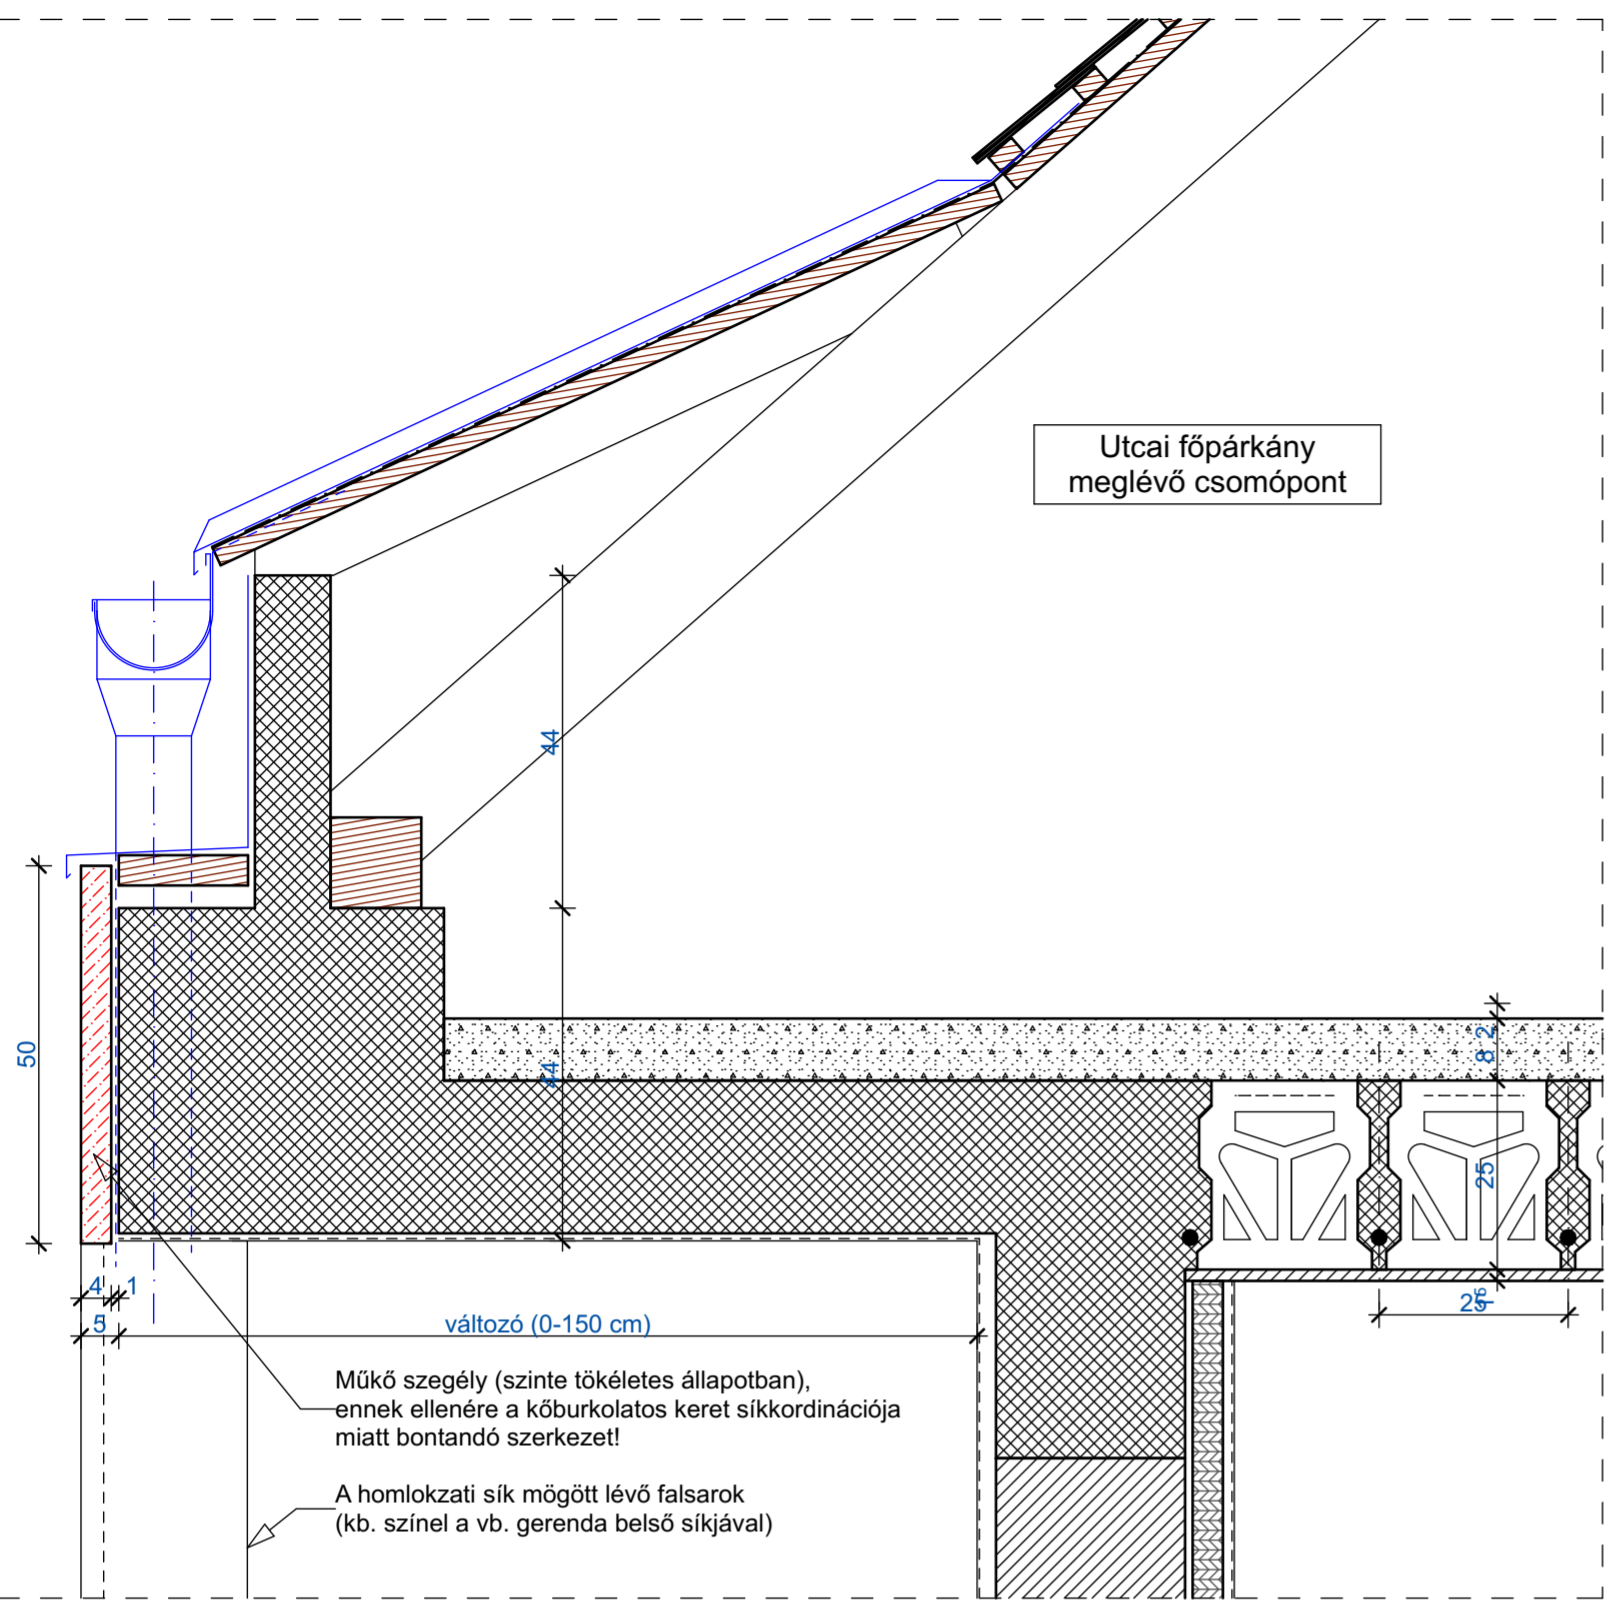 Utcai főpárkány
meglévő csomópont
44
44
50
2
8
25
25
4
1
5
változó (0-150 cm)
Műkő szegély (szinte tökéletes állapotban),
ennek ellenére a kőburkolatos keret síkkordinációja
miatt bontandó szerkezet!
A homlokzati sík mögött lévő falsarok
(kb. színel a vb. gerenda belső síkjával)